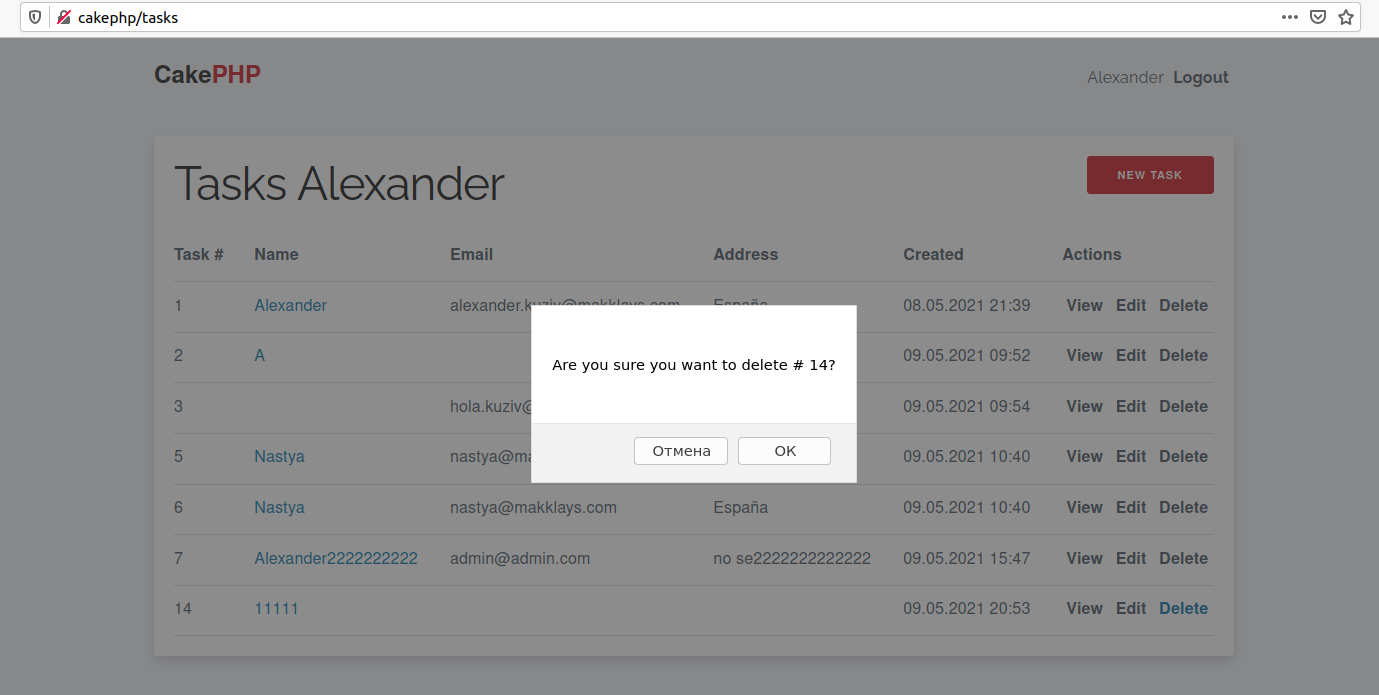 cakephp/tasks
CakePHP
Alexander Logout
Tasks Alexander
NEW TASK
Task # Name Email Address Created Actions
1 Alexander alexander.kuziv@makklays.com España 08.05.2021 21:39 View Edit Delete
2 A 09.05.2021 09:52 View Edit Delete
3 hola.kuziv@ 09.05.2021 09:54 View Edit Delete
5 Nastya nastya@ma 09.05.2021 10:40 View Edit Delete
6 Nastya nastya@makklays.com España 09.05.2021 10:40 View Edit Delete
7 Alexander2222222222 admin@admin.com no se2222222222222 09.05.2021 15:47 View Edit Delete
14 11111 09.05.2021 20:53 View Edit Delete
Are you sure you want to delete # 14?
Отмена OK